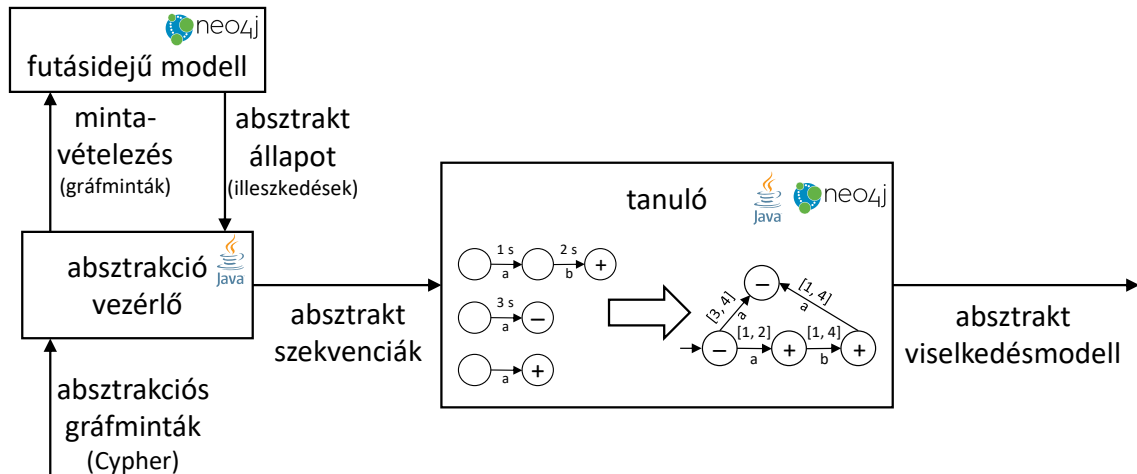 neo4j
futásidejű modell
minta-
vételezés
(gráfminták)
absztrakt
állapot
(illeszkedések)
absztrakció
vezérlő
Java
absztrakciós
gráfminták
(Cypher)
absztrakt
szekvenciák
tanuló
Java
neo4j
1 s
2 s
a
b
+
3 s
a
−
a
+
−
[3, 4]
a
[1, 4]
a
−
[1, 2]
a
+
[1, 4]
b
+
absztrakt
viselkedésmodell